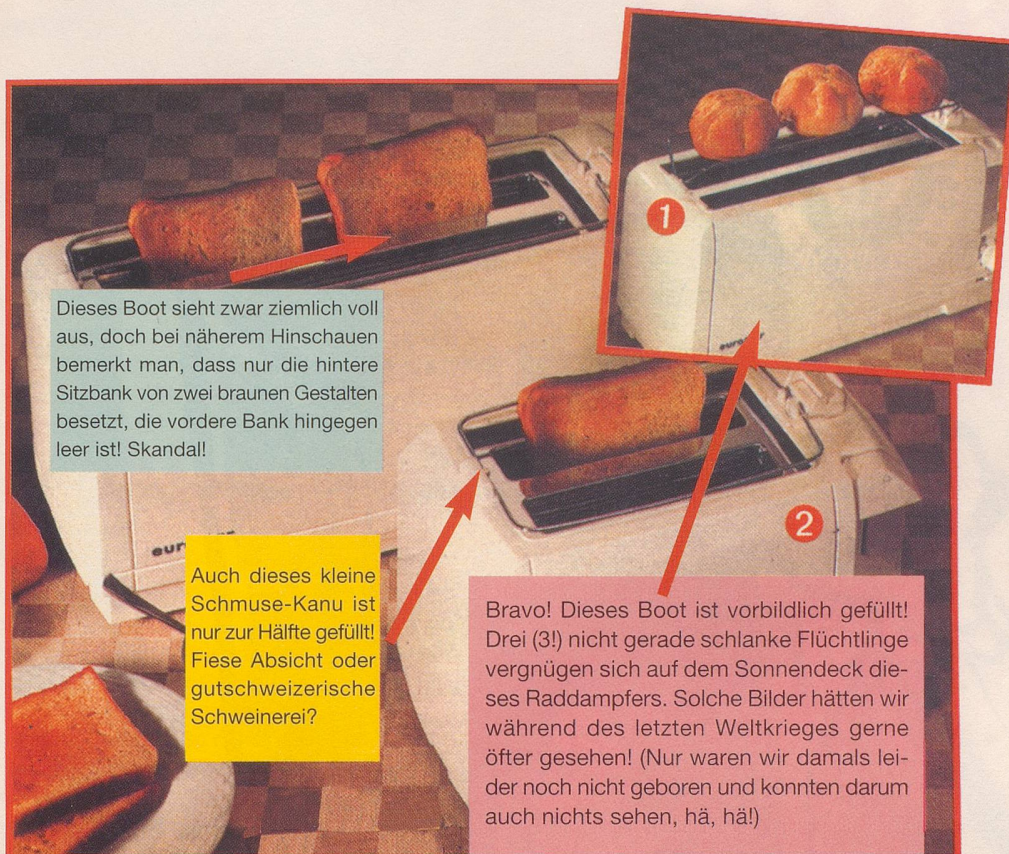 1
Dieses Boot sieht zwar ziemlich voll
aus, doch bei näherem Hinschauen
bemerkt man, dass nur die hintere
Sitzbank von zwei braunen Gestalten
besetzt, die vordere Bank hingegen
leer ist! Skandal!
2
Auch dieses kleine
Schmuse-Kanu ist
nur zur Hälfte gefüllt!
Fiese Absicht oder
gutschweizerische
Schweinerei?
Bravo! Dieses Boot ist vorbildlich gefüllt!
Drei (3!) nicht gerade schlanke Flüchtlinge
vergnügen sich auf dem Sonnendeck die-
ses Raddampfers. Solche Bilder hätten wir
während des letzten Weltkrieges gerne
öfter gesehen! (Nur waren wir damals lei-
der noch nicht geboren und konnten darum
auch nichts sehen, hä, hä!)